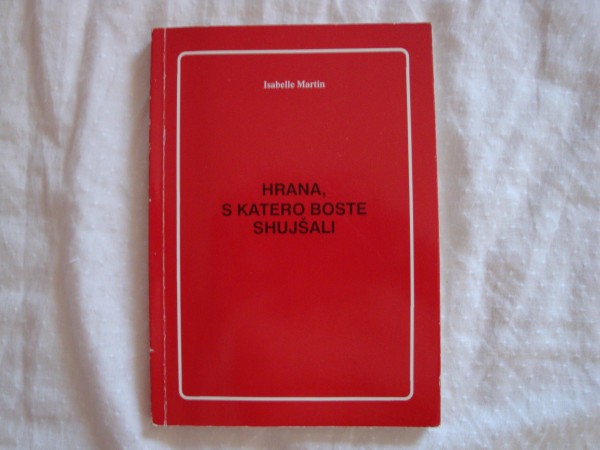 Isabelle Martin
HRANA,
S KATERO BOSTE
SHUJŠALI